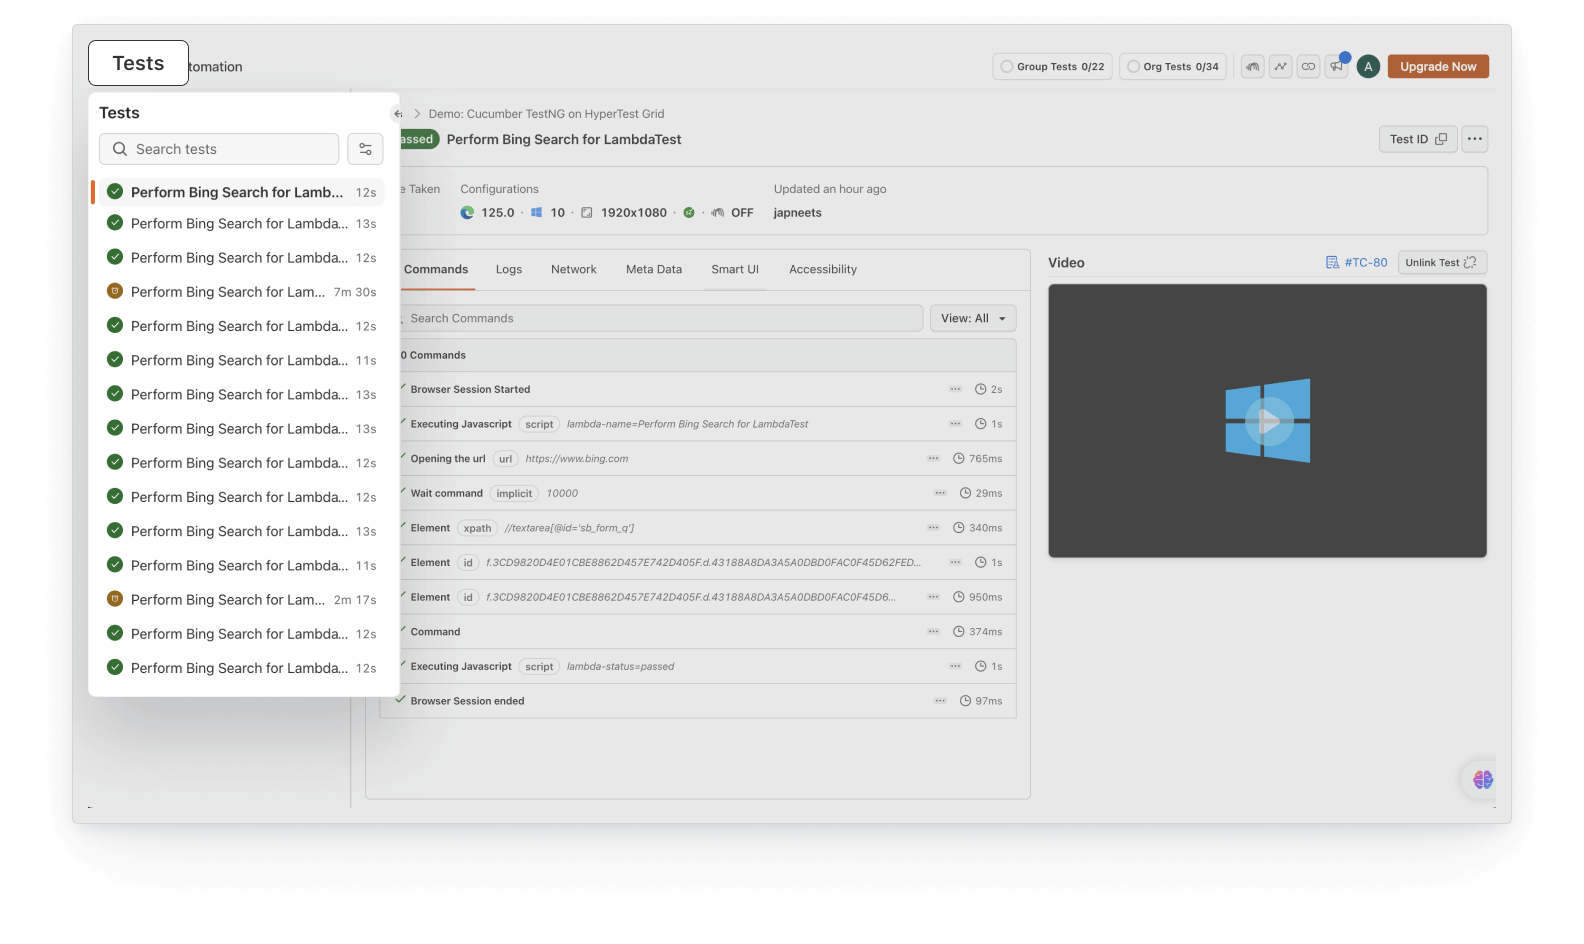 Tests
tomation
Group Tests 0/22
Org Tests 0/34
A
Upgrade Now
Tests
Search tests
Perform Bing Search for Lamb... 12s
Perform Bing Search for Lambda... 13s
Perform Bing Search for Lambda... 12s
Perform Bing Search for Lam... 7m 30s
Perform Bing Search for Lambda... 12s
Perform Bing Search for Lambda... 11s
Perform Bing Search for Lambda... 13s
Perform Bing Search for Lambda... 13s
Perform Bing Search for Lambda... 12s
Perform Bing Search for Lambda... 12s
Perform Bing Search for Lambda... 13s
Perform Bing Search for Lambda... 11s
Perform Bing Search for Lam... 2m 17s
Perform Bing Search for Lambda... 12s
Perform Bing Search for Lambda... 12s
Demo: Cucumber TestNG on HyperTest Grid
assed Perform Bing Search for LambdaTest
Test ID
e Taken
Configurations
125.0 · 10 · 1920x1080 · · OFF
Updated an hour ago
japneets
Commands Logs Network Meta Data Smart UI Accessibility
Search Commands
View: All
0 Commands
Browser Session Started 2s
Executing Javascript script lambda-name=Perform Bing Search for LambdaTest 1s
Opening the url url https://www.bing.com 765ms
Wait command implicit 10000 29ms
Element xpath //textarea[@id='sb_form_q'] 340ms
Element id f.3CD9820D4E01CBE8862D457E742D405F.d.43188A8DA3A5A0DBD0FAC0F45D62FED... 1s
Element id f.3CD9820D4E01CBE8862D457E742D405F.d.43188A8DA3A5A0DBD0FAC0F45D6... 950ms
Command 374ms
Executing Javascript script lambda-status=passed 1s
Browser Session ended 97ms
Video
#TC-80
Unlink Test